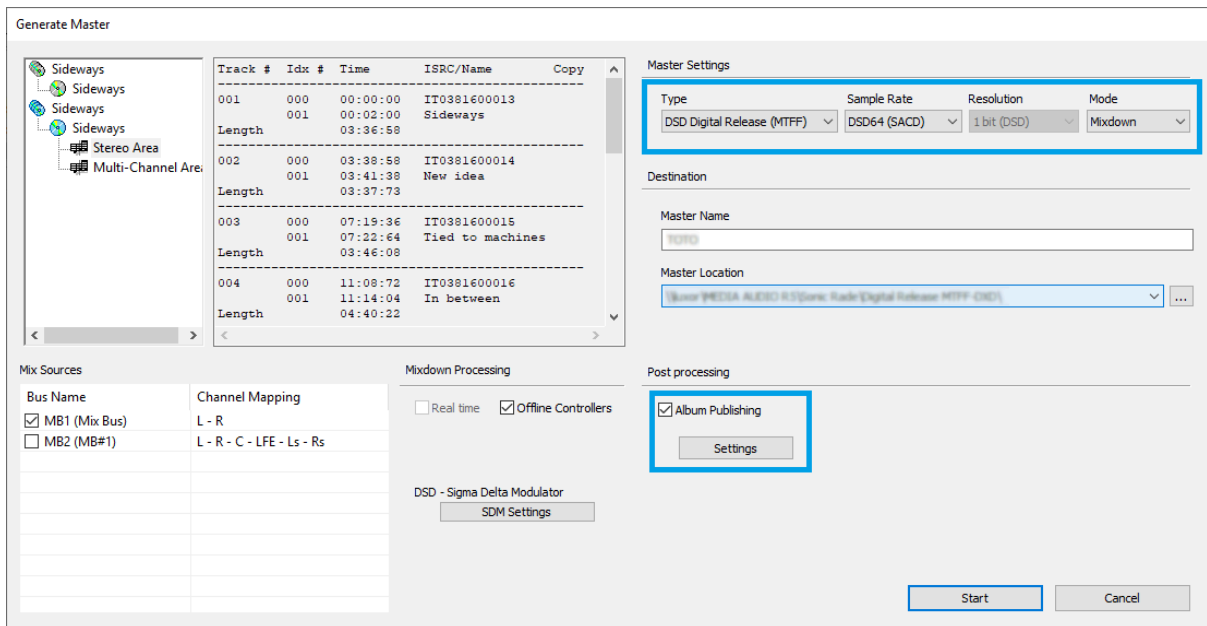 Generate Master
Sideways
Sideways
Sideways
Sideways
Stereo Area
Multi-Channel Are
Track # Idx # Time ISRC/Name Copy
001 000 00:00:00 IT0381600013
001 00:02:00 Sideways
Length 03:36:58
002 000 03:38:58 IT0381600014
001 03:41:38 New idea
Length 03:37:73
003 000 07:19:36 IT0381600015
001 07:22:64 Tied to machines
Length 03:46:08
004 000 11:08:72 IT0381600016
001 11:14:04 In between
Length 04:40:22
Master Settings
Type Sample Rate Resolution Mode
DSD Digital Release (MTFF) DSD64 (SACD) 1 bit (DSD) Mixdown
Destination
Master Name
Master Location
...
Mix Sources
Bus Name Channel Mapping
MB1 (Mix Bus) L - R
MB2 (MB#1) L - R - C - LFE - Ls - Rs
Mixdown Processing
Real time Offline Controllers
DSD - Sigma Delta Modulator
SDM Settings
Post processing
Album Publishing
Settings
Start Cancel